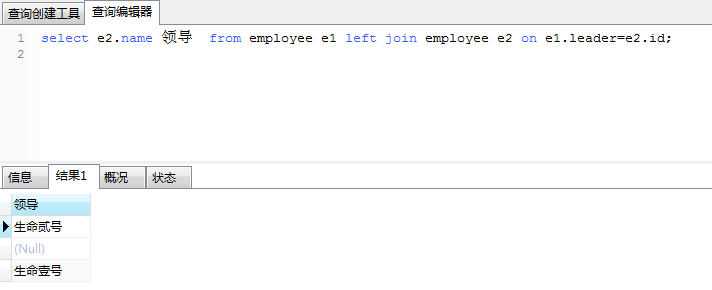 查询创建工具 查询编辑器
1 select e2.name 领导  from employee e1 left join employee e2 on e1.leader=e2.id;
2
信息 结果1 概况 状态
领导
生命贰号
(Null)
生命壹号